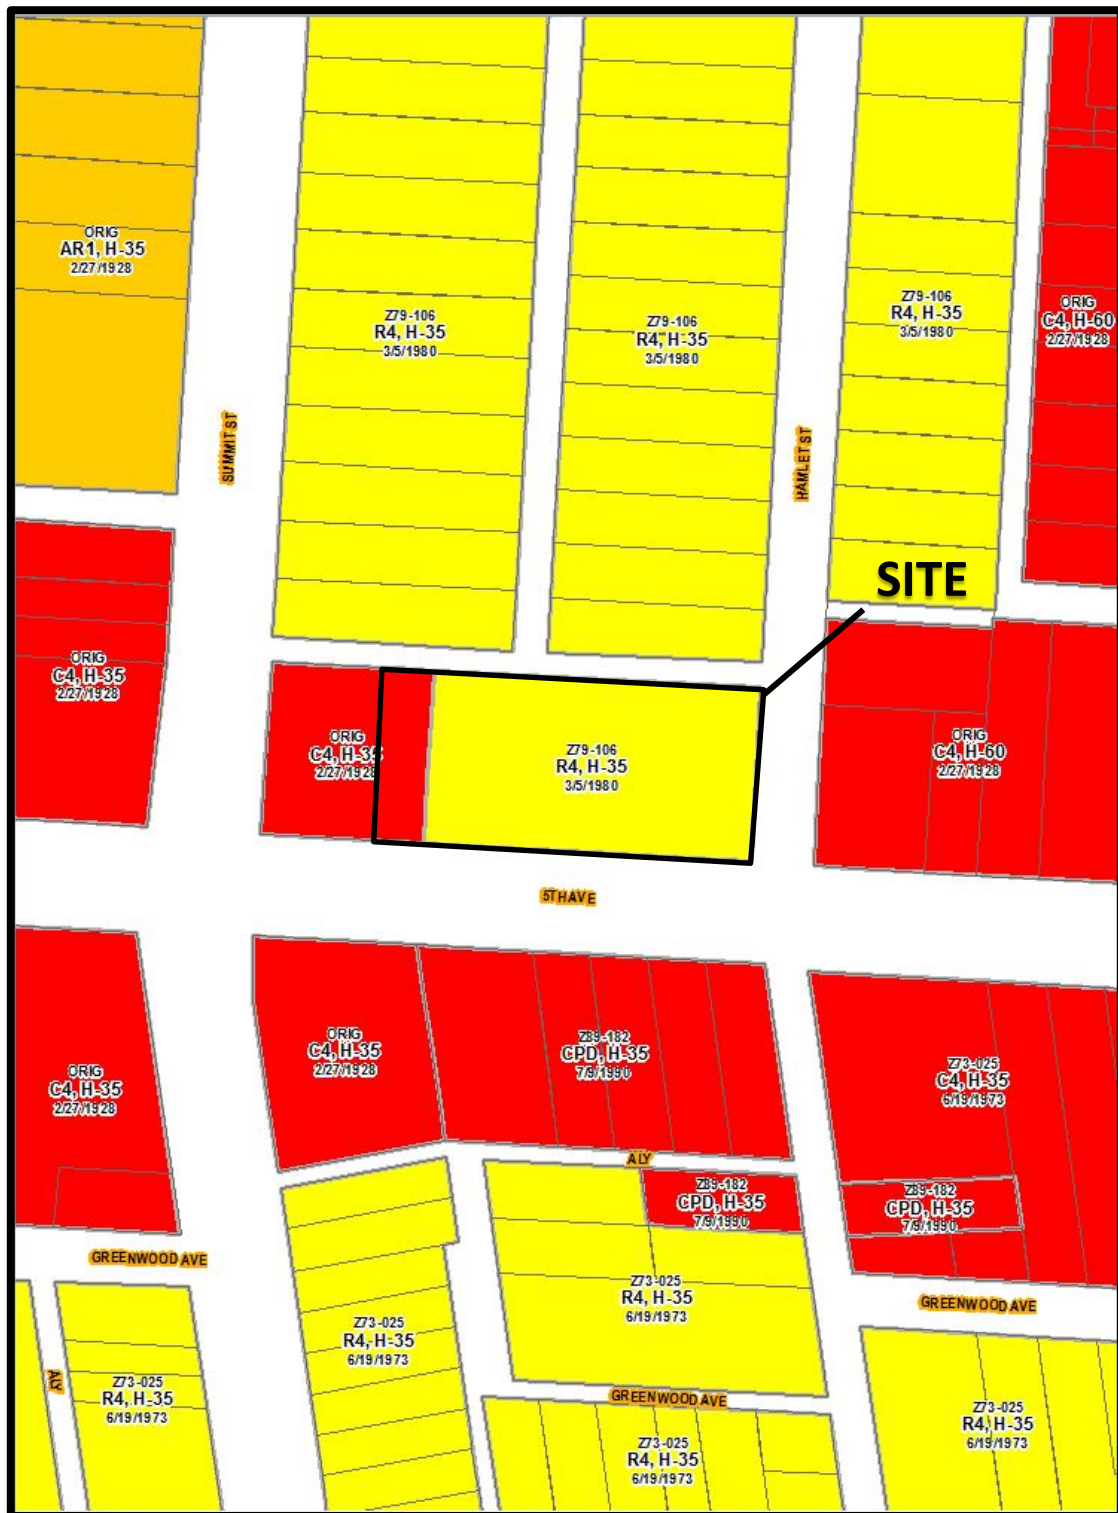 ORIG
AR1, H-35
2/27/1928
Z79-106
R4, H-35
3/5/1980
Z79-106
R4, H-35
3/5/1980
Z79-106
R4, H-35
3/5/1980
ORIG
C4, H-60
2/27/1928
SUMMIT ST
HAMLET ST
SITE
ORIG
C4, H-35
2/27/1928
ORIG
C4, H-35
2/27/1928
Z79-106
R4, H-35
3/5/1980
ORIG
C4, H-60
2/27/1928
5TH AVE
ORIG
C4, H-35
2/27/1928
ORIG
C4, H-35
2/27/1928
Z89-182
CPD, H-35
7/9/1990
Z73-025
C4, H-35
6/19/1973
ALY
Z89-182
CPD, H-35
7/9/1990
Z89-182
CPD, H-35
7/9/1990
GREENWOOD AVE
Z73-025
R4, H-35
6/19/1973
GREENWOOD AVE
Z73-025
R4, H-35
6/19/1973
ALY
Z73-025
R4, H-35
6/19/1973
GREENWOOD AVE
Z73-025
R4, H-35
6/19/1973
Z73-025
R4, H-35
6/19/1973